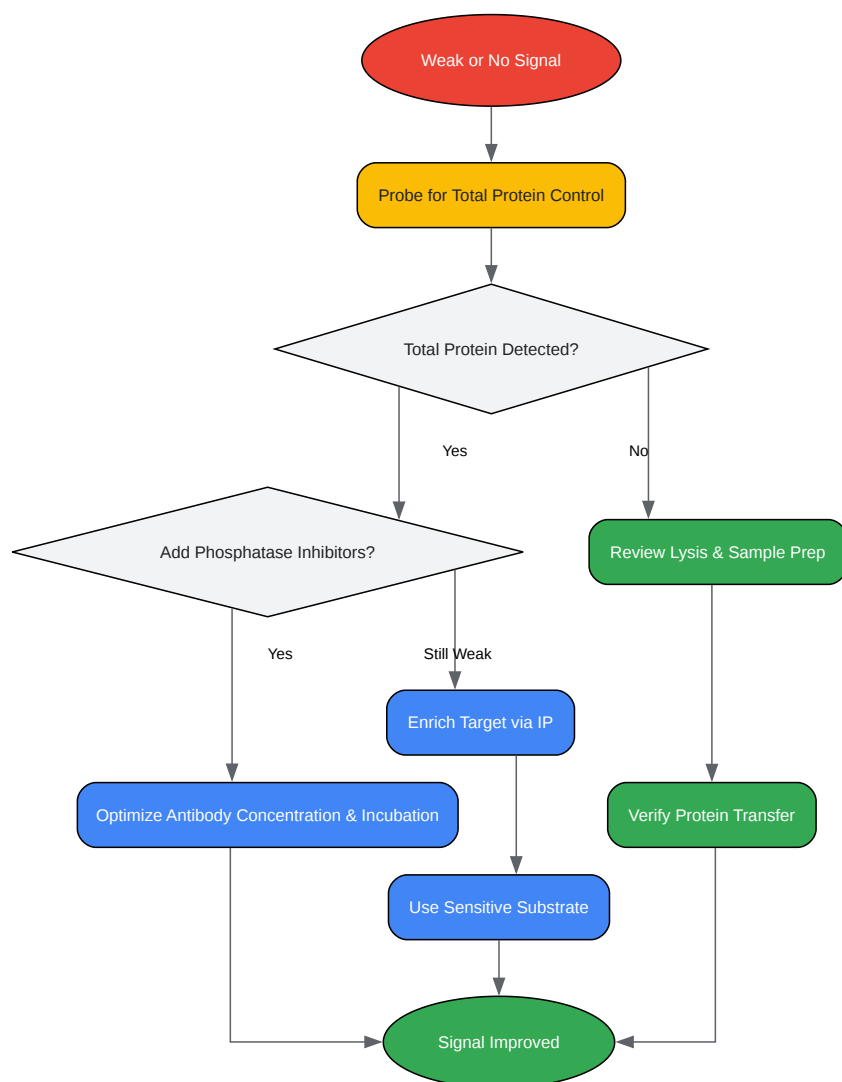 Weak or No Signal
Probe for Total Protein Control
Total Protein Detected?
Yes
No
Add Phosphatase Inhibitors?
Review Lysis & Sample Prep
Yes
Still Weak
Enrich Target via IP
Optimize Antibody Concentration & Incubation
Verify Protein Transfer
Use Sensitive Substrate
Signal Improved